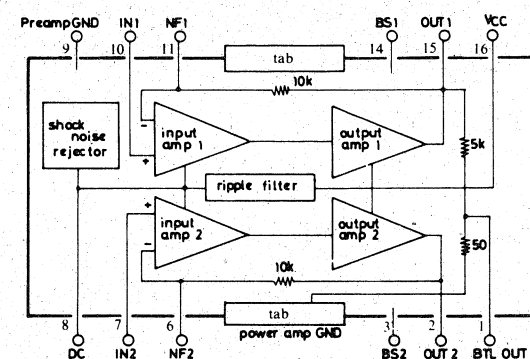 PreampGND IN1 NF1 BS1 OUT1 VCC
9 10 11 14 15 16
tab
10k
shock
noise
rejector
input
amp 1
output
amp 1
5k
ripple filter
input
amp 2
output
amp 2
50
10k
tab
8 7 6 3 2 1
power amp GND
DC IN2 NF2 BS2 OUT2 BTL OUT